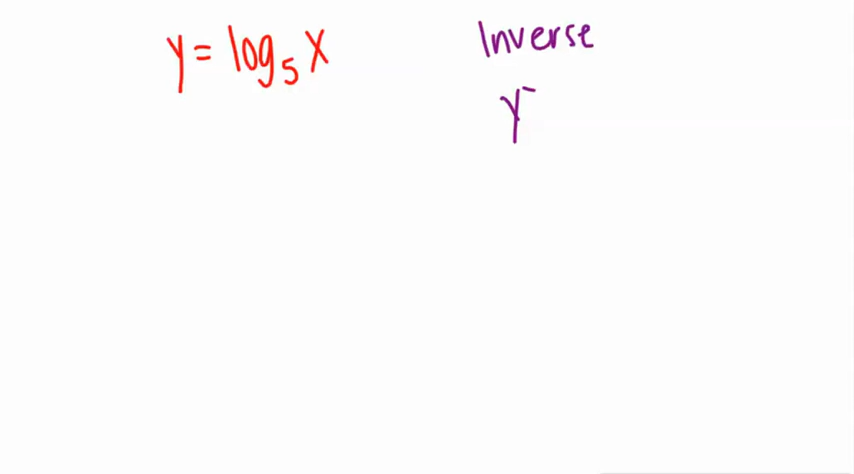 y = log₅ x
Inverse
y⁻